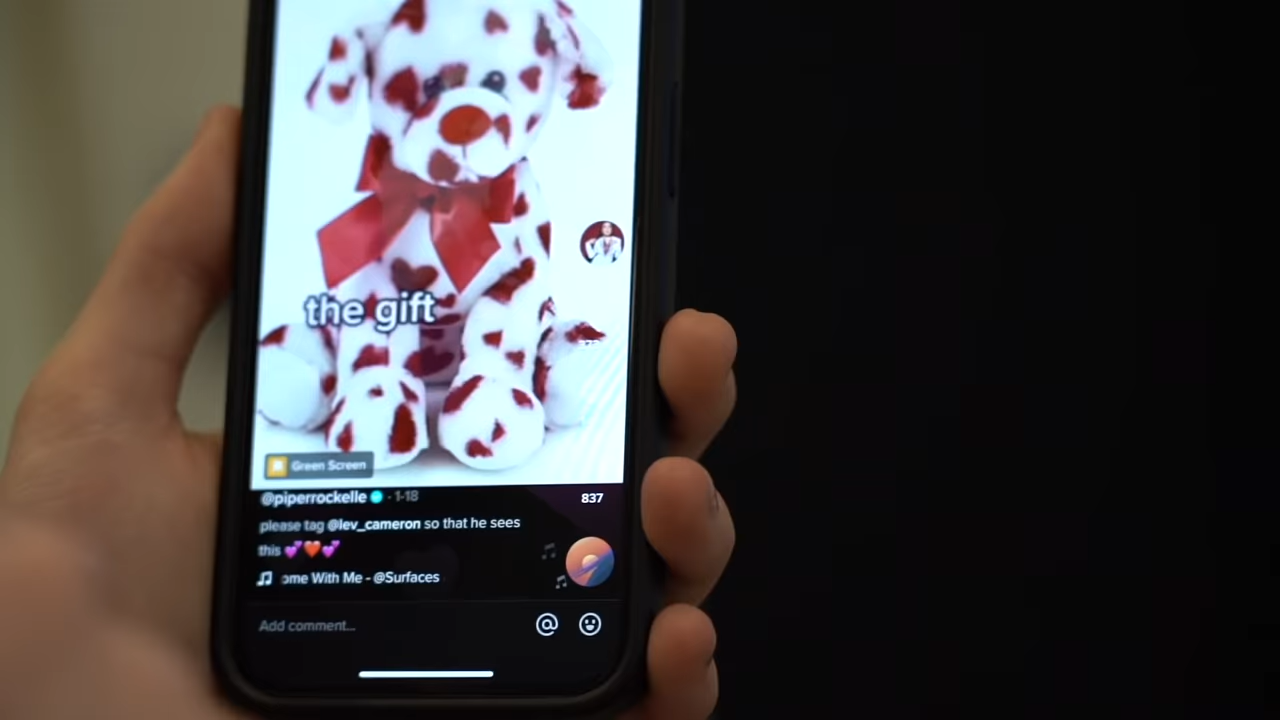 the gift
Green Screen
@piperrockelle · 1-18
837
please tag @lev_cameron so that he sees
this 💕❤️💕
ome With Me - @Surfaces
Add comment...